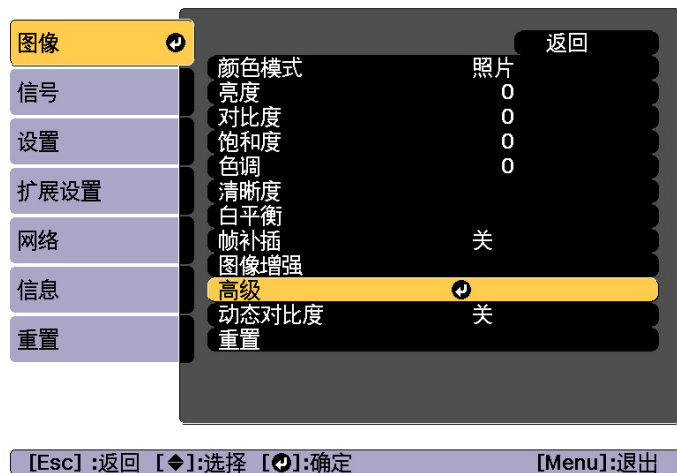 图像
信号
设置
扩展设置
网络
信息
重置
返回
颜色模式 照片
亮度 0
对比度 0
饱和度 0
色调 0
清晰度
白平衡
帧补插 关
图像增强
高级
动态对比度 关
重置
[Esc] :返回 [◆]:选择 [↵]:确定 [Menu]:退出